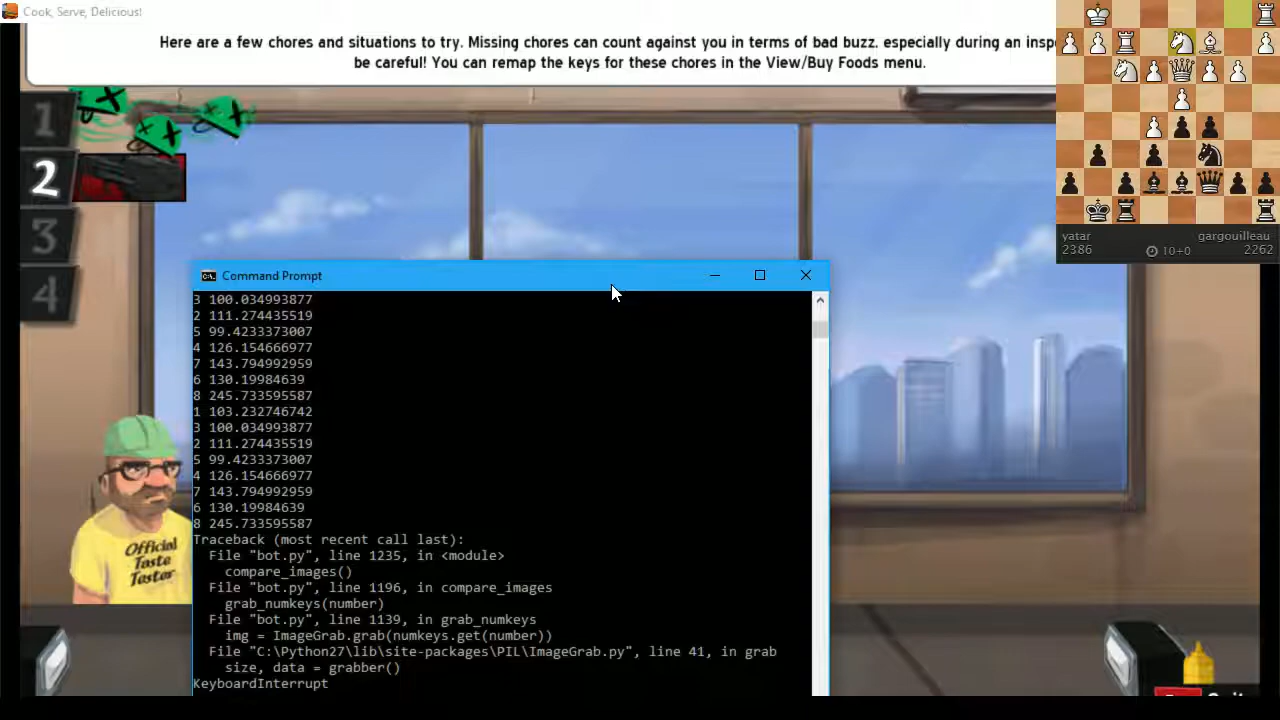 Cook, Serve, Delicious!
Here are a few chores and situations to try. Missing chores can count against you in terms of bad buzz. especially during an
be careful! You can remap the keys for these chores in the View/Buy Foods menu.
1
2
3
4
yatar
gargouilleau
2386
10+0
2262
Command Prompt
3 100.034993877
2 111.274435519
5 99.4233373007
4 126.154666977
7 143.794992959
6 130.19984639
8 245.733595587
1 103.232746742
3 100.034993877
2 111.274435519
5 99.4233373007
4 126.154666977
7 143.794992959
6 130.19984639
8 245.733595587
Traceback (most recent call last):
File "bot.py", line 1235, in <module>
compare_images()
File "bot.py", line 1196, in compare_images
grab_numkeys(number)
File "bot.py", line 1139, in grab_numkeys
img = ImageGrab.grab(numkeys.get(number))
File "C:\Python27\lib\site-packages\PIL\ImageGrab.py", line 41, in grab
size, data = grabber()
KeyboardInterrupt
Official
Taste
Tester